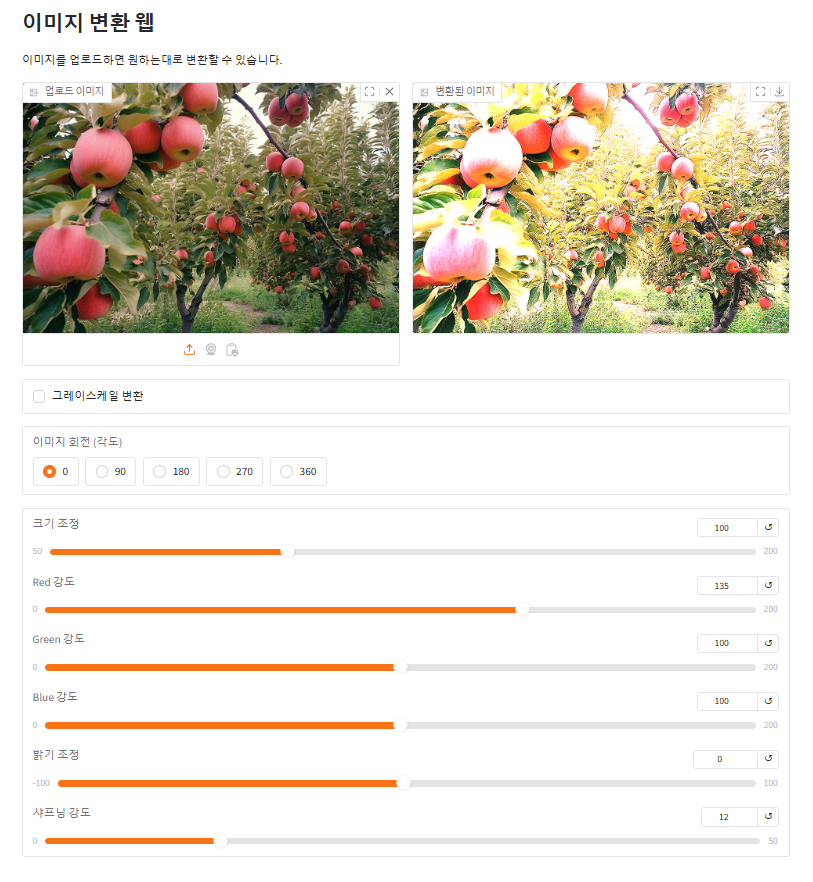 이미지 변환 웹
이미지를 업로드하면 원하는대로 변환할 수 있습니다.
업로드 이미지
변환된 이미지
그레이스케일 변환
이미지 회전 (각도)
0 90 180 270 360
크기 조정 100
50 200
Red 강도 135
0 200
Green 강도 100
0 200
Blue 강도 100
0 200
밝기 조정 0
-100 100
샤프닝 강도 12
0 50